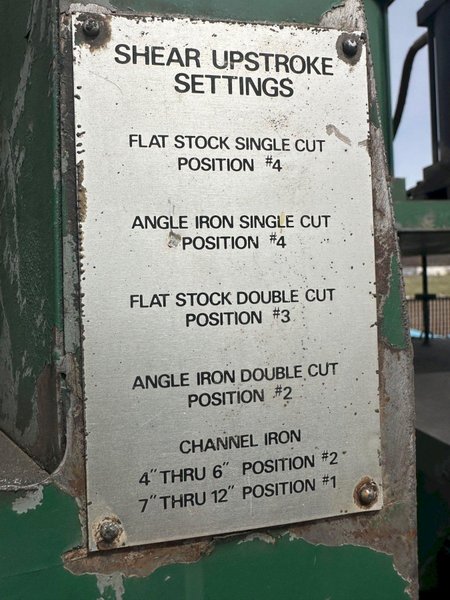 SHEAR UPSTROKE
SETTINGS
FLAT STOCK SINGLE CUT
POSITION #4
ANGLE IRON SINGLE CUT
POSITION #4
FLAT STOCK DOUBLE CUT
POSITION #3
ANGLE IRON DOUBLE CUT
POSITION #2
CHANNEL IRON
4" THRU 6" POSITION #2
7" THRU 12" POSITION #1